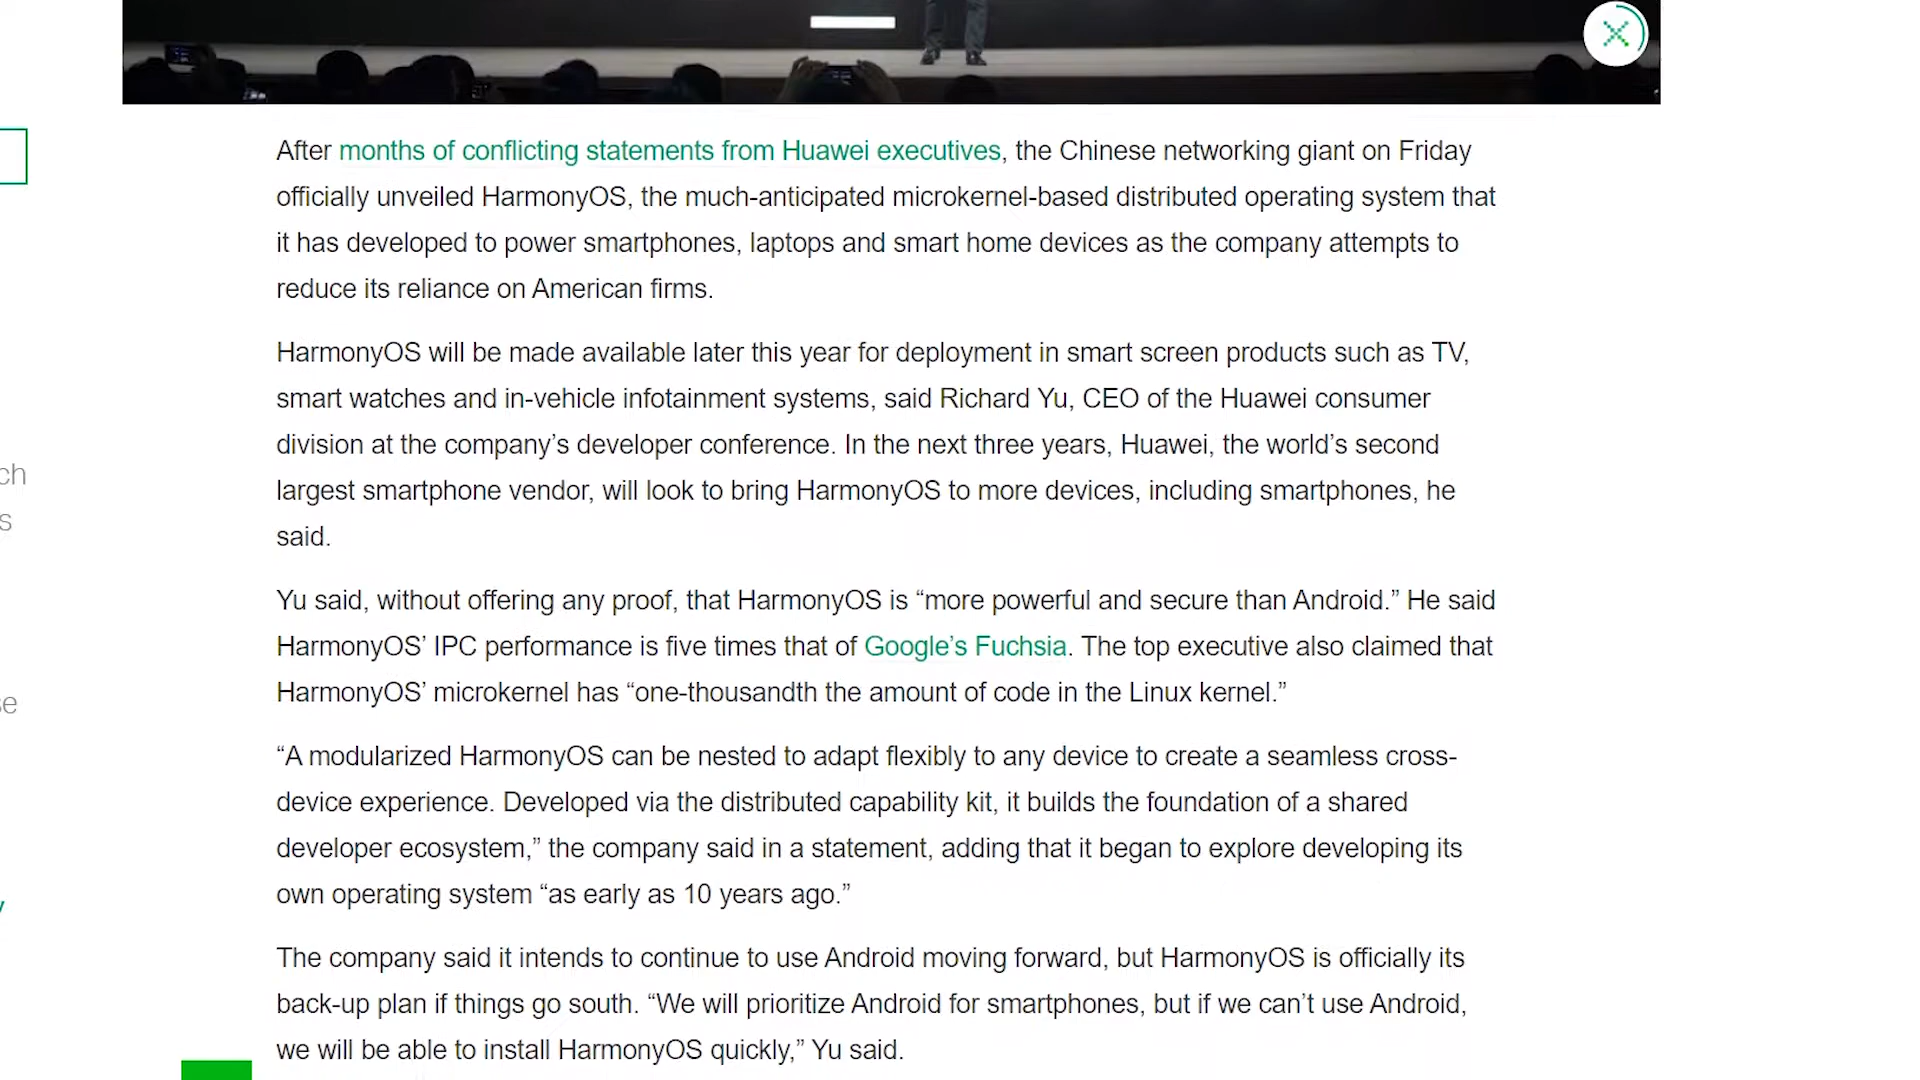 After months of conflicting statements from Huawei executives, the Chinese networking giant on Friday
officially unveiled HarmonyOS, the much-anticipated microkernel-based distributed operating system that
it has developed to power smartphones, laptops and smart home devices as the company attempts to
reduce its reliance on American firms.
HarmonyOS will be made available later this year for deployment in smart screen products such as TV,
smart watches and in-vehicle infotainment systems, said Richard Yu, CEO of the Huawei consumer
division at the company’s developer conference. In the next three years, Huawei, the world’s second
largest smartphone vendor, will look to bring HarmonyOS to more devices, including smartphones, he
said.
Yu said, without offering any proof, that HarmonyOS is “more powerful and secure than Android.” He said
HarmonyOS’ IPC performance is five times that of Google’s Fuchsia. The top executive also claimed that
HarmonyOS’ microkernel has “one-thousandth the amount of code in the Linux kernel.”
“A modularized HarmonyOS can be nested to adapt flexibly to any device to create a seamless cross-
device experience. Developed via the distributed capability kit, it builds the foundation of a shared
developer ecosystem,” the company said in a statement, adding that it began to explore developing its
own operating system “as early as 10 years ago.”
The company said it intends to continue to use Android moving forward, but HarmonyOS is officially its
back-up plan if things go south. “We will prioritize Android for smartphones, but if we can’t use Android,
we will be able to install HarmonyOS quickly,” Yu said.
ch
s